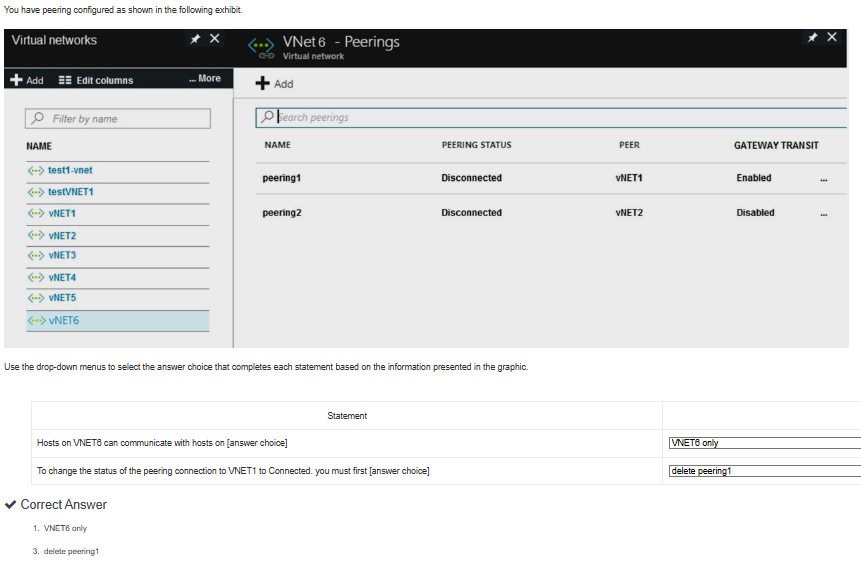 You have peering configured as shown in the following exhibit.
Virtual networks
VNet 6 - Peerings
Virtual network
Add Edit columns ... More
Add
Filter by name
Search peerings
NAME
NAME PEERING STATUS PEER GATEWAY TRANSIT
test1-vnet
testVNET1
vNET1
vNET2
vNET3
vNET4
vNET5
vNET6
peering1 Disconnected vNET1 Enabled ...
peering2 Disconnected vNET2 Disabled ...
Use the drop-down menus to select the answer choice that completes each statement based on the information presented in the graphic.
Statement
Hosts on VNET6 can communicate with hosts on [answer choice] VNET6 only
To change the status of the peering connection to VNET1 to Connected. you must first [answer choice] delete peering1
Correct Answer
1. VNET6 only
3. delete peering1